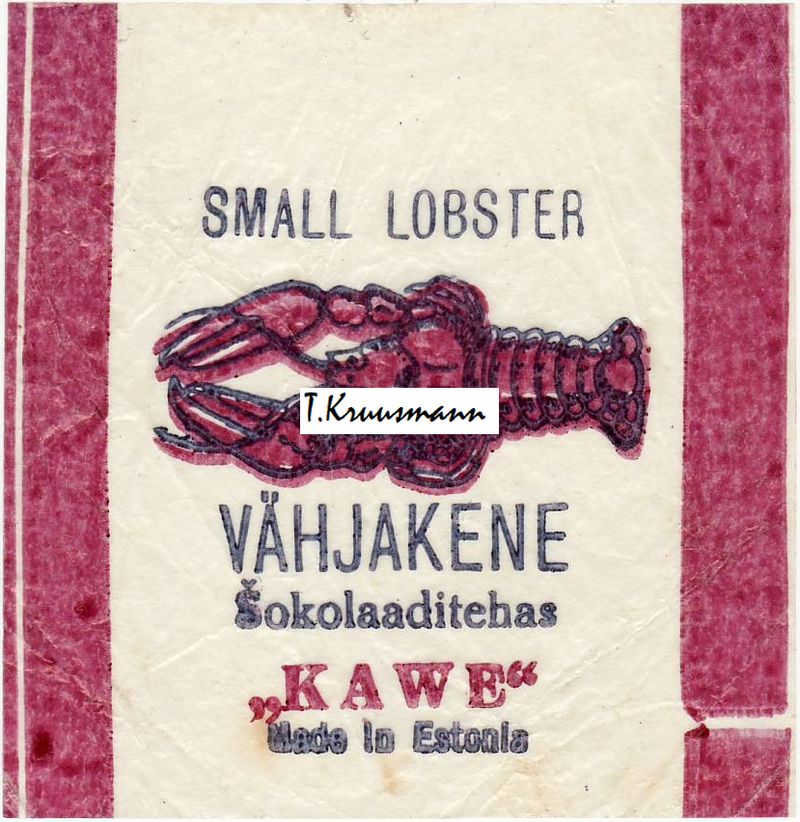 SMALL LOBSTER
T.Kruusmann
VÄHJAKENE
Šokolaaditehas
„KAWE“
Made in Estonia